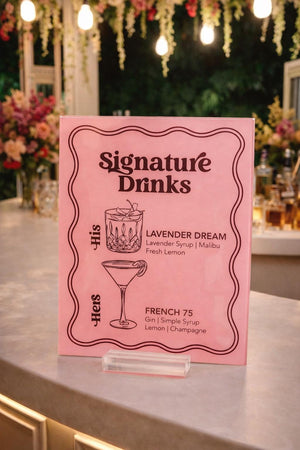 Signature
Drinks
His
LAVENDER DREAM
Lavender Syrup | Malibu
Fresh Lemon
Hers
FRENCH 75
Gin | Simple Syrup
Lemon | Champagne